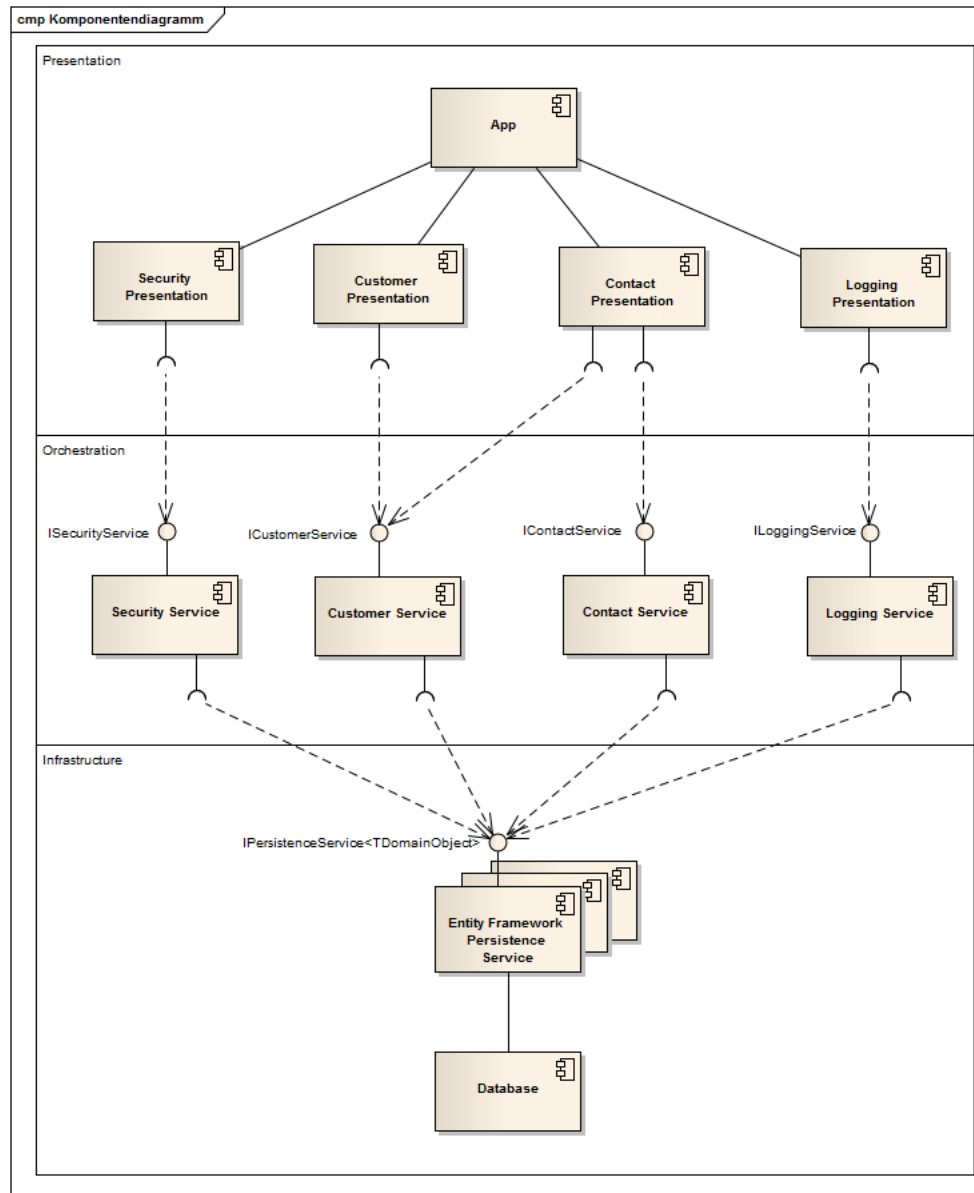 cmp Komponentendiagramm
Presentation
App
Security
Presentation
Customer
Presentation
Contact
Presentation
Logging
Presentation
Orchestration
ISecurityService
ICustomerService
IContactService
ILoggingService
Security Service
Customer Service
Contact Service
Logging Service
Infrastructure
IPersistenceService<TDomainObject>
Entity Framework
Persistence
Service
Database